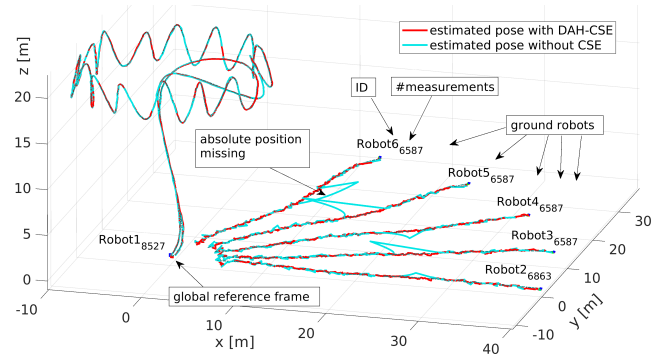 z [m]
20
15
10
5
0
estimated pose with DAH-CSE
estimated pose without CSE
ID
#measurements
ground robots
absolute position
missing
Robot6 6587
Robot5 6587
Robot4 6587
Robot3 6587
Robot2 6863
Robot1 8527
global reference frame
-10
0
10
20
30
40
x [m]
-10
0
10
20
30
y [m]